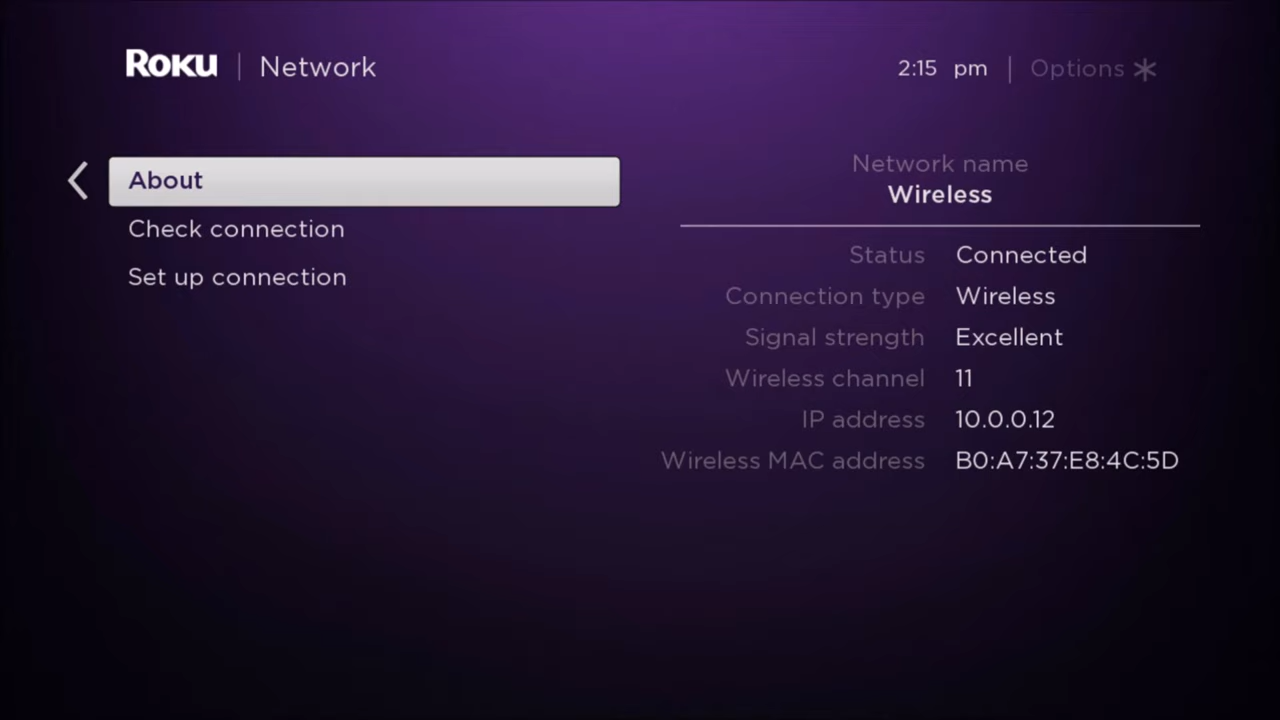 Roku | Network
2:15 pm | Options *
About
Check connection
Set up connection
Network name
Wireless
Status Connected
Connection type Wireless
Signal strength Excellent
Wireless channel 11
IP address 10.0.0.12
Wireless MAC address B0:A7:37:E8:4C:5D